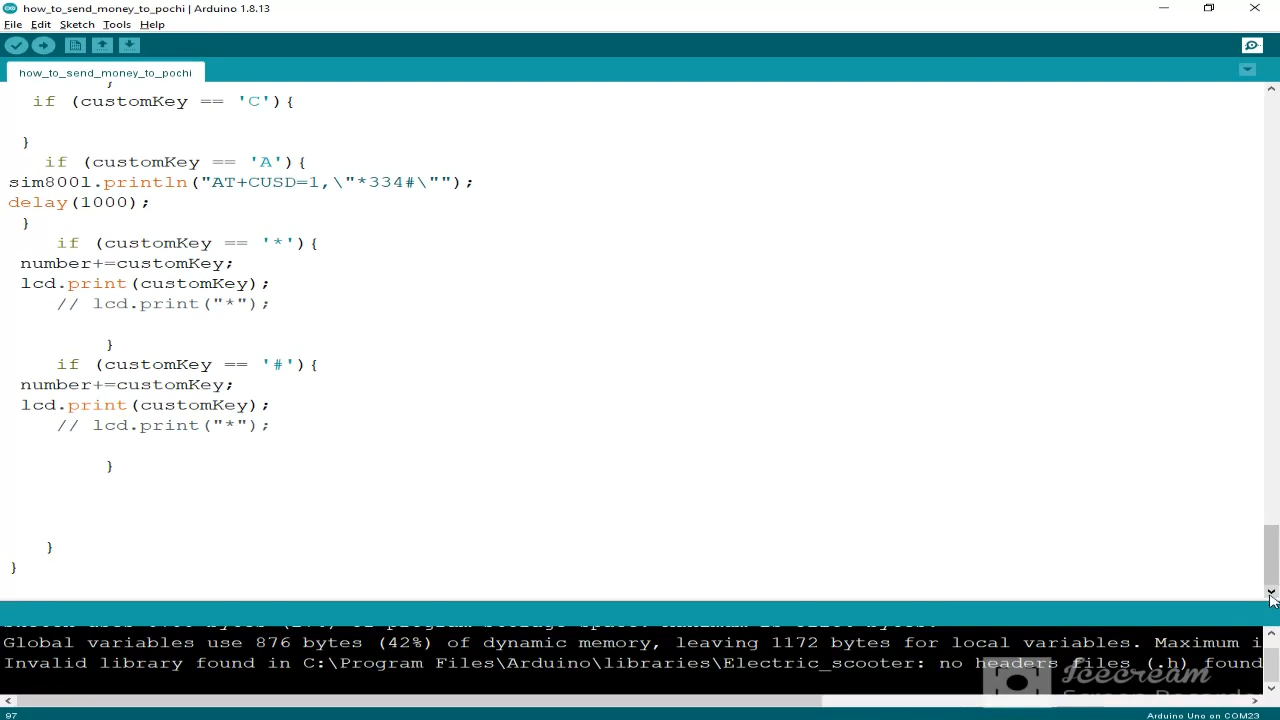 how_to_send_money_to_pochi | Arduino 1.8.13
File Edit Sketch Tools Help
how_to_send_money_to_pochi
}
if (customKey == 'C'){
}
if (customKey == 'A'){
sim800l.println("AT+CUSD=1,\"*334#\"");
delay(1000);
}
if (customKey == '*'){
number+=customKey;
lcd.print(customKey);
// lcd.print("*");
}
if (customKey == '#'){
number+=customKey;
lcd.print(customKey);
// lcd.print("*");
}
}
}
Global variables use 876 bytes (42%) of dynamic memory, leaving 1172 bytes for local variables. Maximum i
Invalid library found in C:\Program Files\Arduino\libraries\Electric_scooter: no headers files (.h) found
Icecream
97
Arduino Uno on COM23